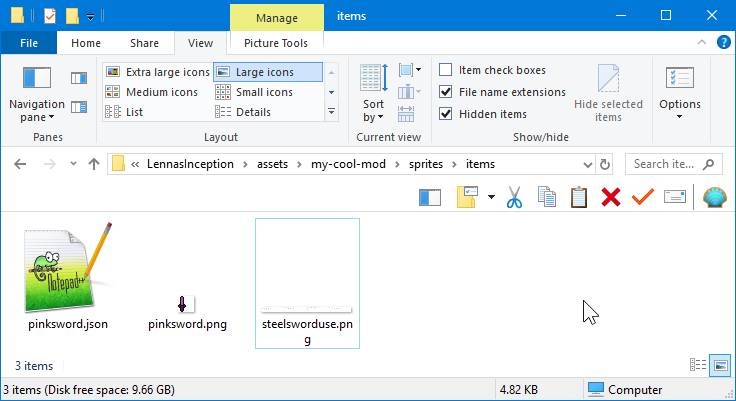 Manage
items
File
Home
Share
View
Picture Tools
Navigation
pane
Extra large icons
Large icons
Medium icons
Small icons
List
Details
Sort
by
Item check boxes
File name extensions
Hidden items
Hide selected
items
Options
Panes
Layout
Current view
Show/hide
« LennasInception > assets > my-cool-mod > sprites > items
Search ite...
Notepad++
pinksword.json
pinksword.png
steelsworduse.pn
g
3 items
3 items (Disk free space: 9.66 GB)
4.82 KB
Computer